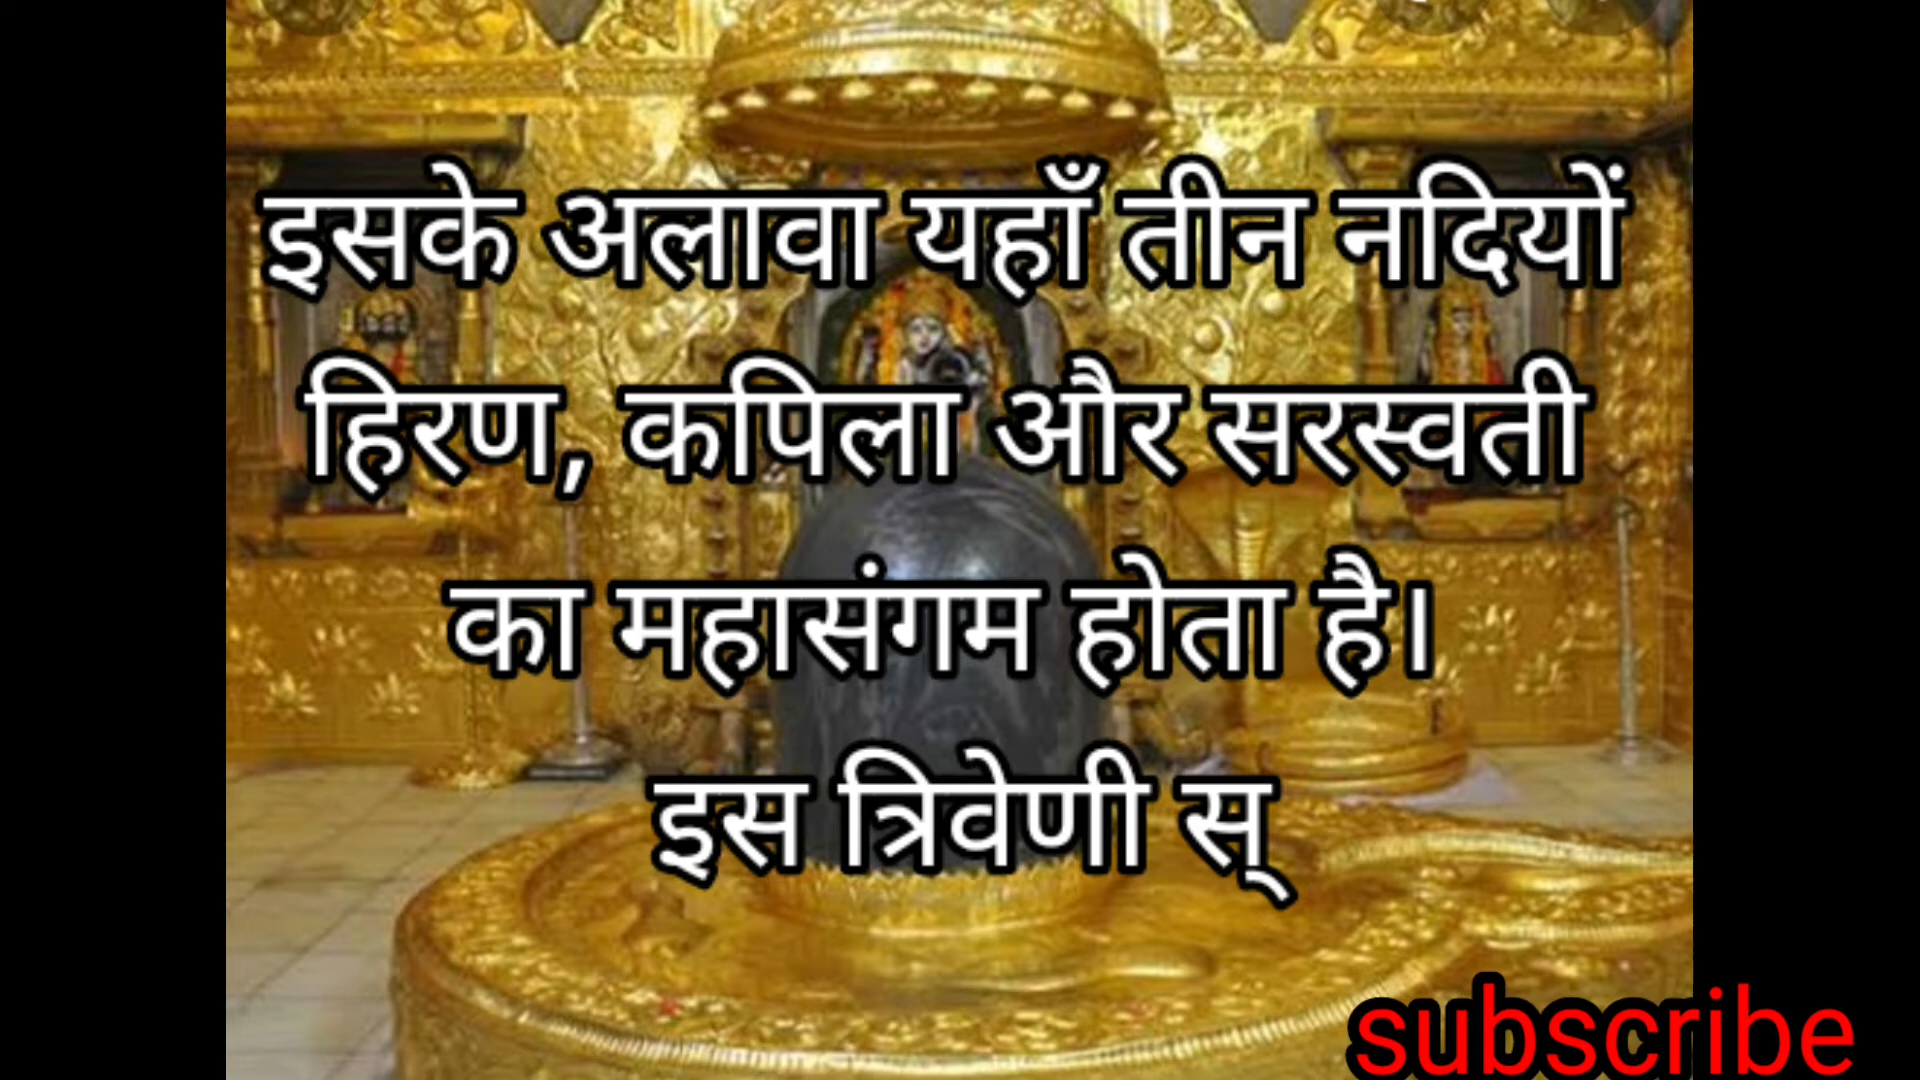 इसके अलावा यहाँ तीन नदियों
हिरण, कपिला और सरस्वती
का महासंगम होता है।
इस त्रिवेणी स्
subscribe